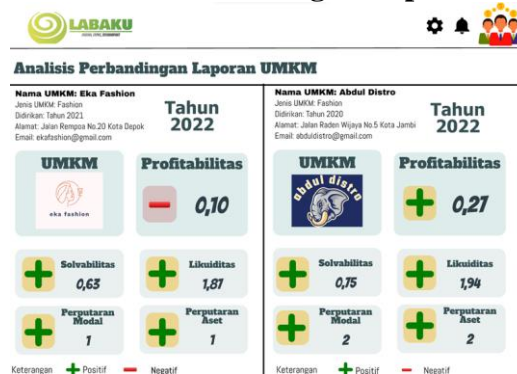 LABAKU
Analisis Perbandingan Laporan UMKM
Nama UMKM: Eka Fashion
Jenis UMKM: Fashion
Didirikan: Tahun 2021
Alamat: Jalan Rempoa No.20 Kota Depok
Email: ekafashion@gmail.com
Tahun
2022
UMKM
eka fashion
Profitabilitas
0,10
Solvabilitas
0,63
Likuiditas
1,87
Perputaran
Modal
1
Perputaran
Aset
1
Keterangan
Positif
Negatif
Nama UMKM: Abdul Distro
Jenis UMKM: Fashion
Didirikan: Tahun 2020
Alamat: Jalan Raden Wijaya No.5 Kota Jambi
Email: abduldistro@gmail.com
Tahun
2022
UMKM
abdul distro
Profitabilitas
0,27
Solvabilitas
0,75
Likuiditas
1,94
Perputaran
Modal
2
Perputaran
Aset
2
Keterangan
Positif
Negatif